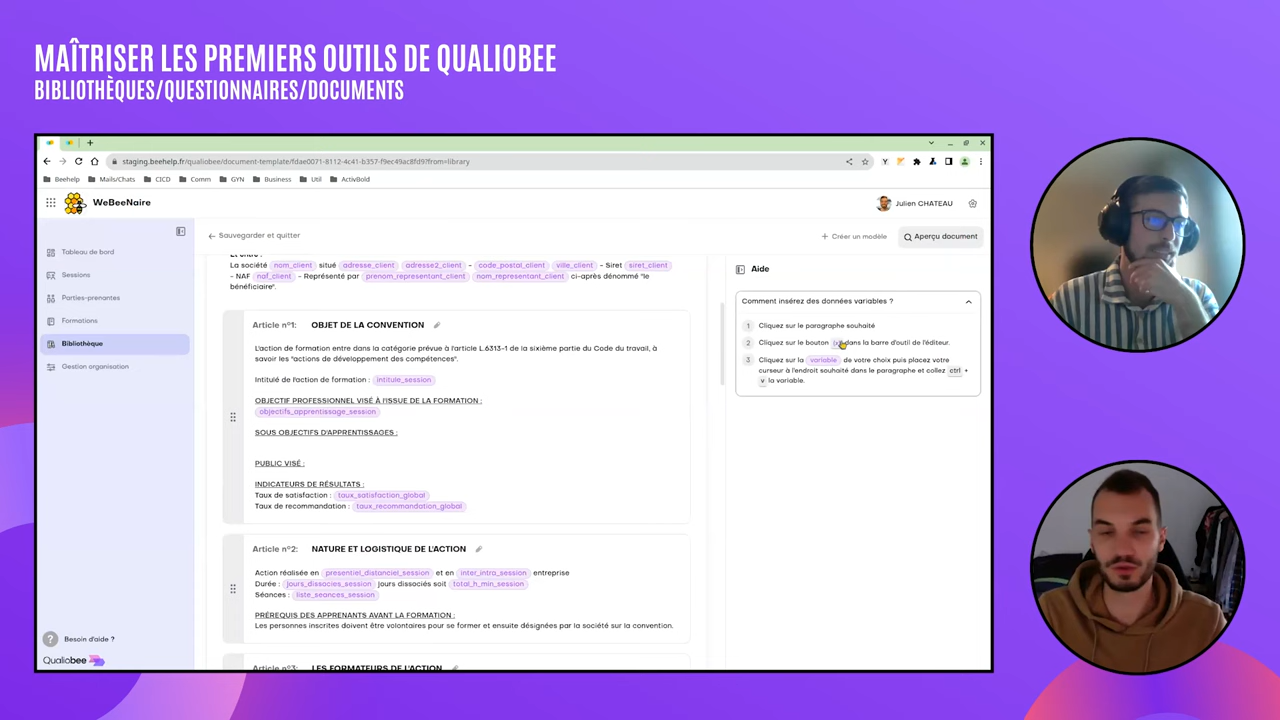 MAÎTRISER LES PREMIERS OUTILS DE QUALIOBEE
BIBLIOTHÈQUES/QUESTIONNAIRES/DOCUMENTS
staging.beehelp.fr/qualiobee/document-template/fdae0071-8112-4c41-b357-f9ec49ac8fd9?from=library
Beehelp Mails/Chats CICD Comm GYN Business Util ActivBold
WeBeeNaire
Julien CHATEAU
Tableau de bord
Sessions
Parties-prenantes
Formations
Bibliothèque
Gestion organisation
Besoin d'aide ?
Qualiobee
Sauvegarder et quitter
Créer un modèle
Aperçu document
Et entre :
La société nom_client situé adresse_client adresse2_client - code_postal_client ville_client - Siret siret_client
- NAF naf_client - Représenté par prenom_representant_client nom_representant_client ci-après dénommé "le
bénéficiaire".
Article n°1: OBJET DE LA CONVENTION
L'action de formation entre dans la catégorie prévue à l'article L.6313-1 de la sixième partie du Code du travail, à
savoir les "actions de développement des compétences".
Intitulé de l'action de formation : intitule_session
OBJECTIF PROFESSIONNEL VISÉ À l'ISSUE DE LA FORMATION :
objectifs_apprentissage_session
SOUS OBJECTIFS D'APPRENTISSAGES :
PUBLIC VISÉ :
INDICATEURS DE RÉSULTATS :
Taux de satisfaction : taux_satisfaction_global
Taux de recommandation : taux_recommandation_global
Article n°2: NATURE ET LOGISTIQUE DE L'ACTION
Action réalisée en presentiel_distanciel_session et en inter_intra_session entreprise
Durée : jours_dissocies_session jours dissociés soit total_h_min_session
Séances : liste_seances_session
PRÉREQUIS DES APPRENANTS AVANT LA FORMATION :
Les personnes inscrites doivent être volontaires pour se former et ensuite désignées par la société sur la convention.
Article n°3: LES FORMATEURS DE L'ACTION
Aide
Comment insérez des données variables ?
1 Cliquez sur le paragraphe souhaité
2 Cliquez sur le bouton dans la barre d'outil de l'éditeur.
3 Cliquez sur la variable de votre choix puis placez votre
curseur à l'endroit souhaité dans le paragraphe et collez ctrl +
v la variable.